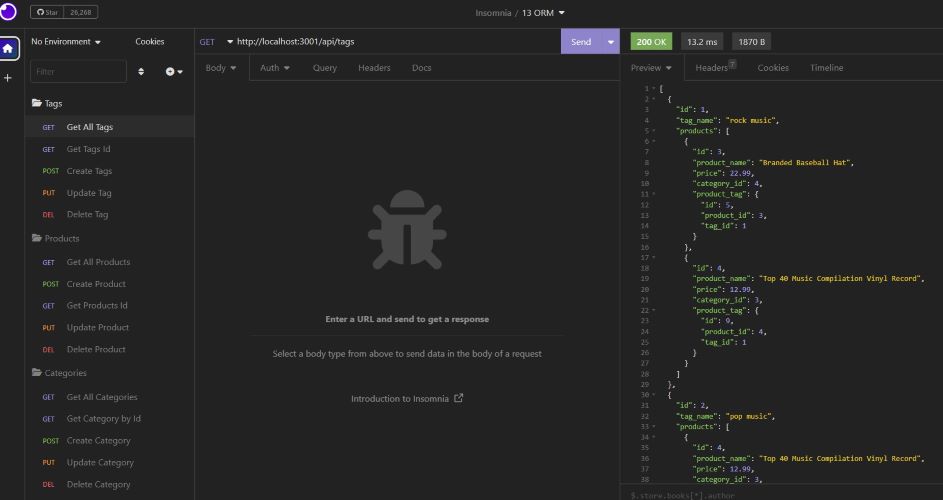 Star 26,268
Insomnia / 13 ORM
No Environment Cookies
Filter
Tags
GET Get All Tags
GET Get Tags Id
POST Create Tags
PUT Update Tag
DEL Delete Tag
Products
GET Get All Products
POST Create Product
GET Get Products Id
PUT Update Product
DEL Delete Product
Categories
GET Get All Categories
GET Get Category by Id
POST Create Category
PUT Update Category
DEL Delete Category
GET http://localhost:3001/api/tags Send
Body Auth Query Headers Docs
Enter a URL and send to get a response
Select a body type from above to send data in the body of a request
Introduction to Insomnia
200 OK 13.2 ms 1870 B
Preview Headers 7 Cookies Timeline
1 [
2 {
3 "id": 1,
4 "tag_name": "rock music",
5 "products": [
6 {
7 "id": 3,
8 "product_name": "Branded Baseball Hat",
9 "price": 22.99,
10 "category_id": 4,
11 "product_tag": {
12 "id": 5,
13 "product_id": 3,
14 "tag_id": 1
15 }
16 },
17 {
18 "id": 4,
19 "product_name": "Top 40 Music Compilation Vinyl Record",
20 "price": 12.99,
21 "category_id": 3,
22 "product_tag": {
23 "id": 9,
24 "product_id": 4,
25 "tag_id": 1
26 }
27 }
28 ]
29 },
30 {
31 "id": 2,
32 "tag_name": "pop music",
33 "products": [
34 {
35 "id": 4,
36 "product_name": "Top 40 Music Compilation Vinyl Record",
37 "price": 12.99,
38 "category_id": 3,
$.store.books[*].author